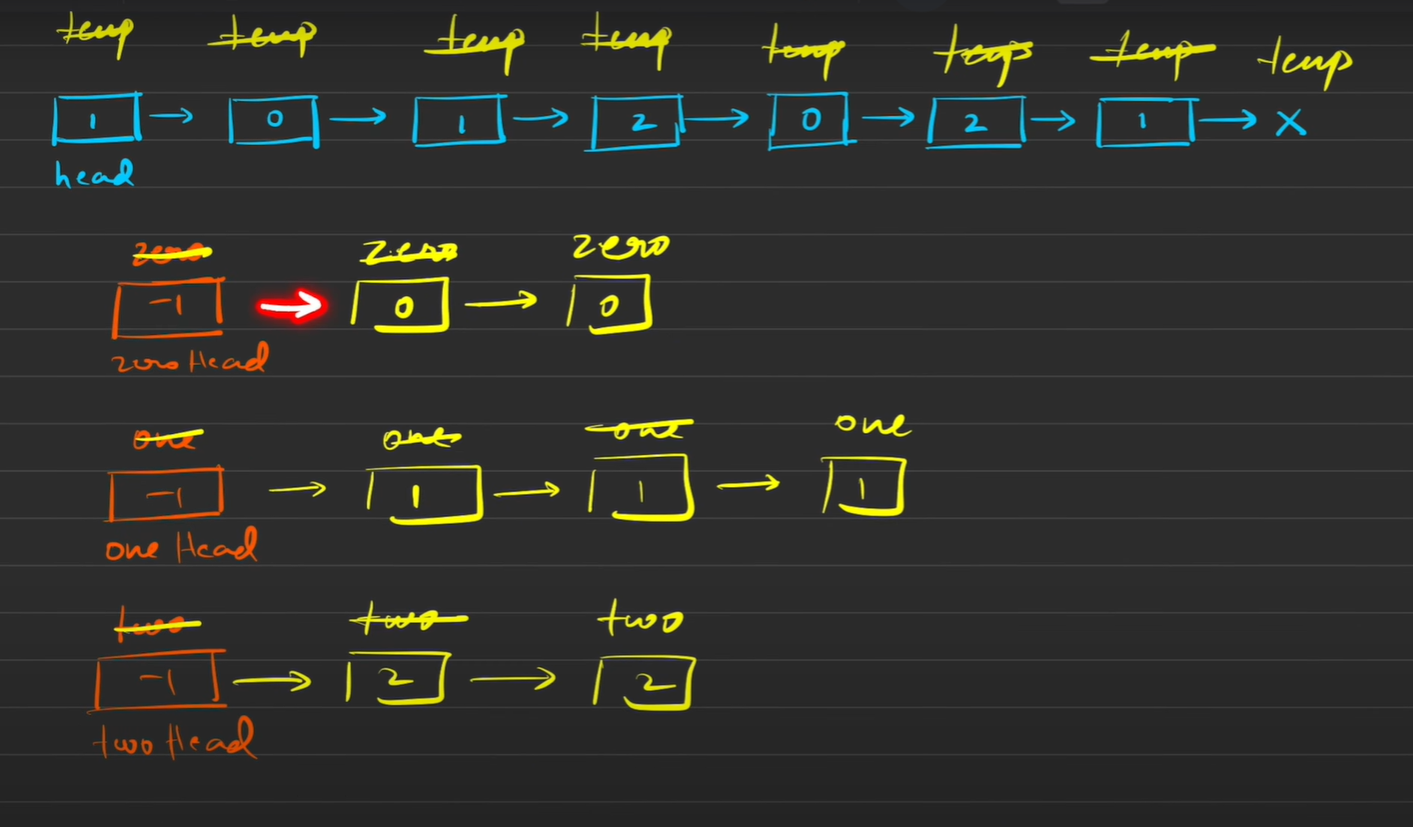 temp temp temp temp temp temp temp temp
1 → 0 → 1 → 2 → 0 → 2 → 1 → X
head
zero zero zero
-1 → 0 → 0
zero Head
one one one one
-1 → 1 → 1 → 1
one Head
two two two
-1 → 2 → 2
two Head